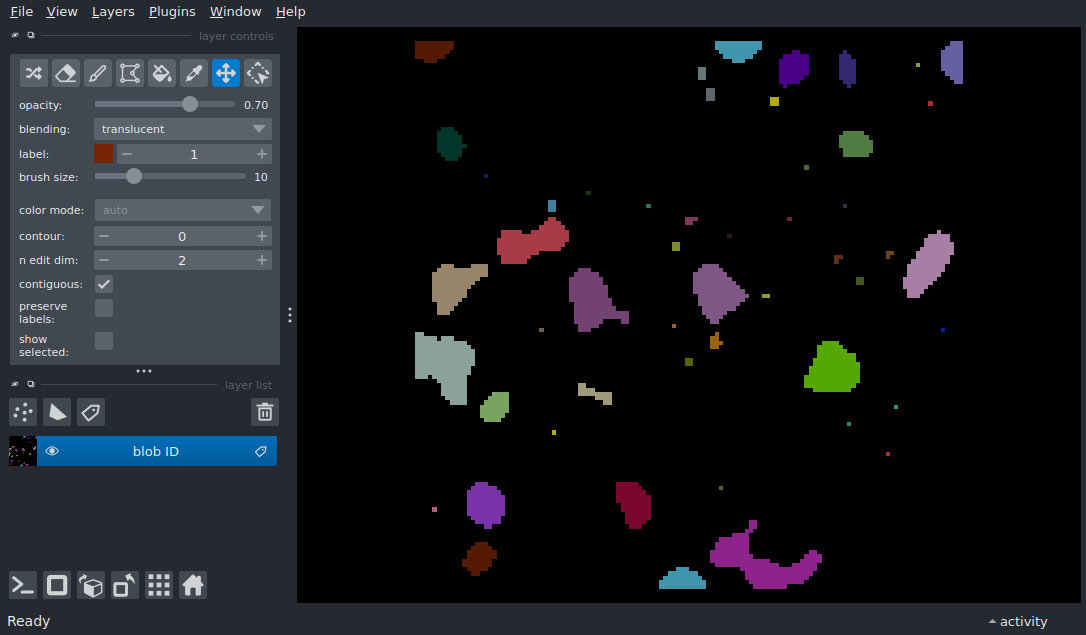 File View Layers Plugins Window Help
layer controls
opacity: 0.70
blending: translucent
label: − 1 +
brush size: 10
color mode: auto
contour: − 0 +
n edit dim: − 2 +
contiguous:
preserve
labels:
show
selected:
layer list
blob ID
Ready
activity